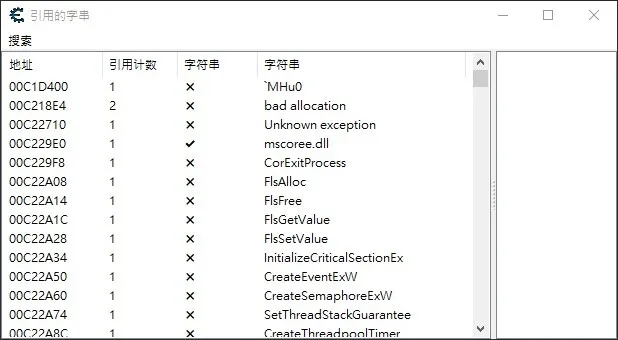 引用的字串
搜索
地址 引用计数 字符串 字符串
00C1D400 1 ✕ `MHu0
00C218E4 2 ✕ bad allocation
00C22710 1 ✕ Unknown exception
00C229E0 1 ✓ mscoree.dll
00C229F8 1 ✕ CorExitProcess
00C22A08 1 ✕ FlsAlloc
00C22A14 1 ✕ FlsFree
00C22A1C 1 ✕ FlsGetValue
00C22A28 1 ✕ FlsSetValue
00C22A34 1 ✕ InitializeCriticalSectionEx
00C22A50 1 ✕ CreateEventExW
00C22A60 1 ✕ CreateSemaphoreExW
00C22A74 1 ✕ SetThreadStackGuarantee
00C22A8C 1 ✕ CreateThreadpoolTimer